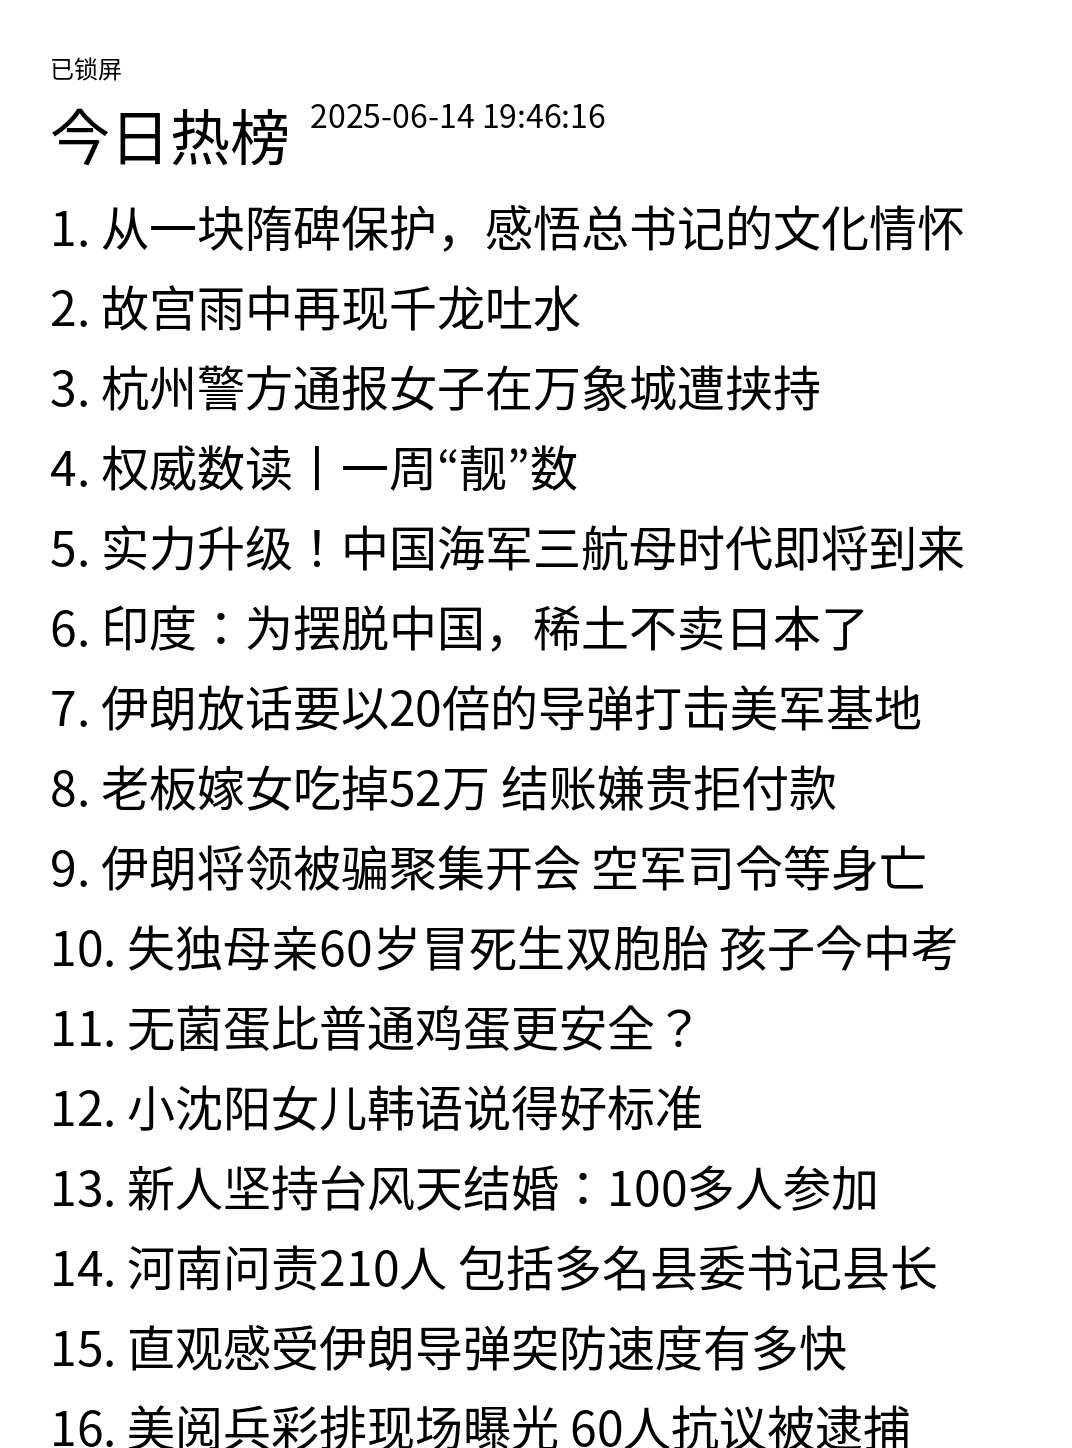 已锁屏
今日热榜 2025-06-14 19:46:16
1. 从一块隋碑保护，感悟总书记的文化情怀
2. 故宫雨中再现千龙吐水
3. 杭州警方通报女子在万象城遭挟持
4. 权威数读丨一周“靓”数
5. 实力升级！中国海军三航母时代即将到来
6. 印度：为摆脱中国，稀土不卖日本了
7. 伊朗放话要以20倍的导弹打击美军基地
8. 老板嫁女吃掉52万 结账嫌贵拒付款
9. 伊朗将领被骗聚集开会 空军司令等身亡
10. 失独母亲60岁冒死生双胞胎 孩子今中考
11. 无菌蛋比普通鸡蛋更安全？
12. 小沈阳女儿韩语说得好标准
13. 新人坚持台风天结婚：100多人参加
14. 河南问责210人 包括多名县委书记县长
15. 直观感受伊朗导弹突防速度有多快
16. 美阅兵彩排现场曝光 60人抗议被逮捕